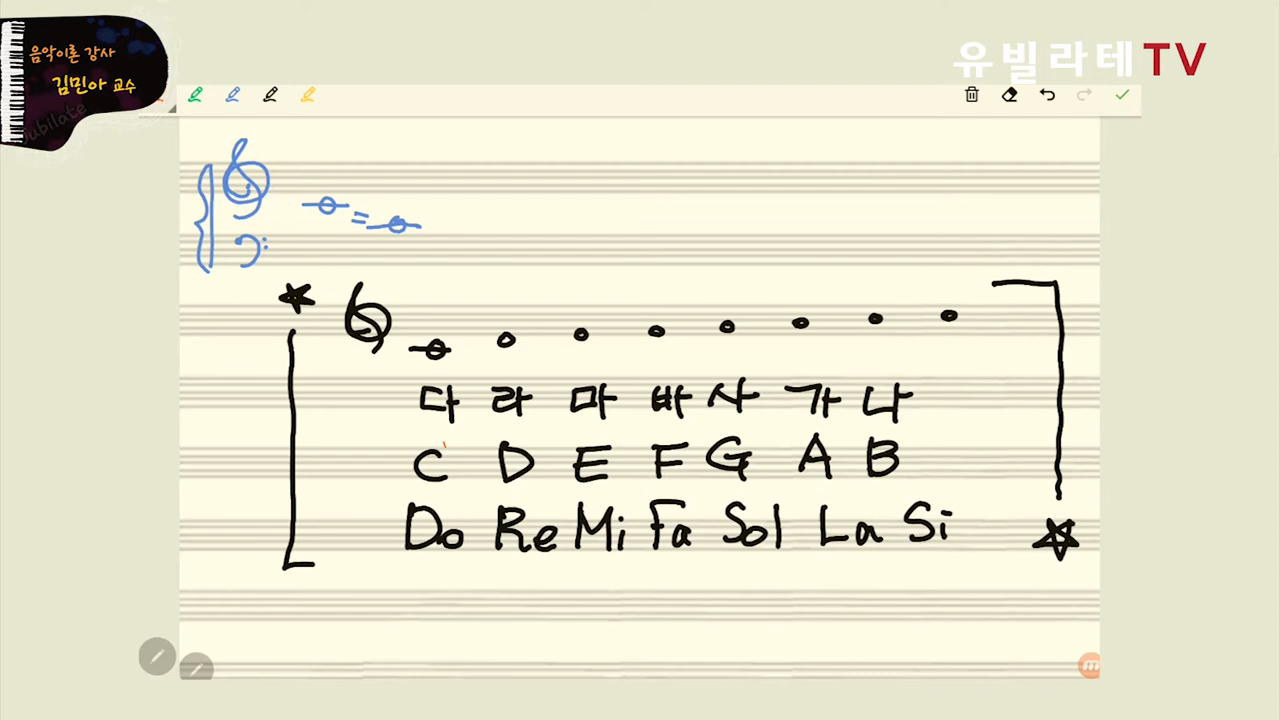 음악이론 강사
김민아 교수
Jubilate
유빌라테TV
=
다 라 마 바 사 가 나
C D E F G A B
Do Re Mi Fa Sol La Si
m